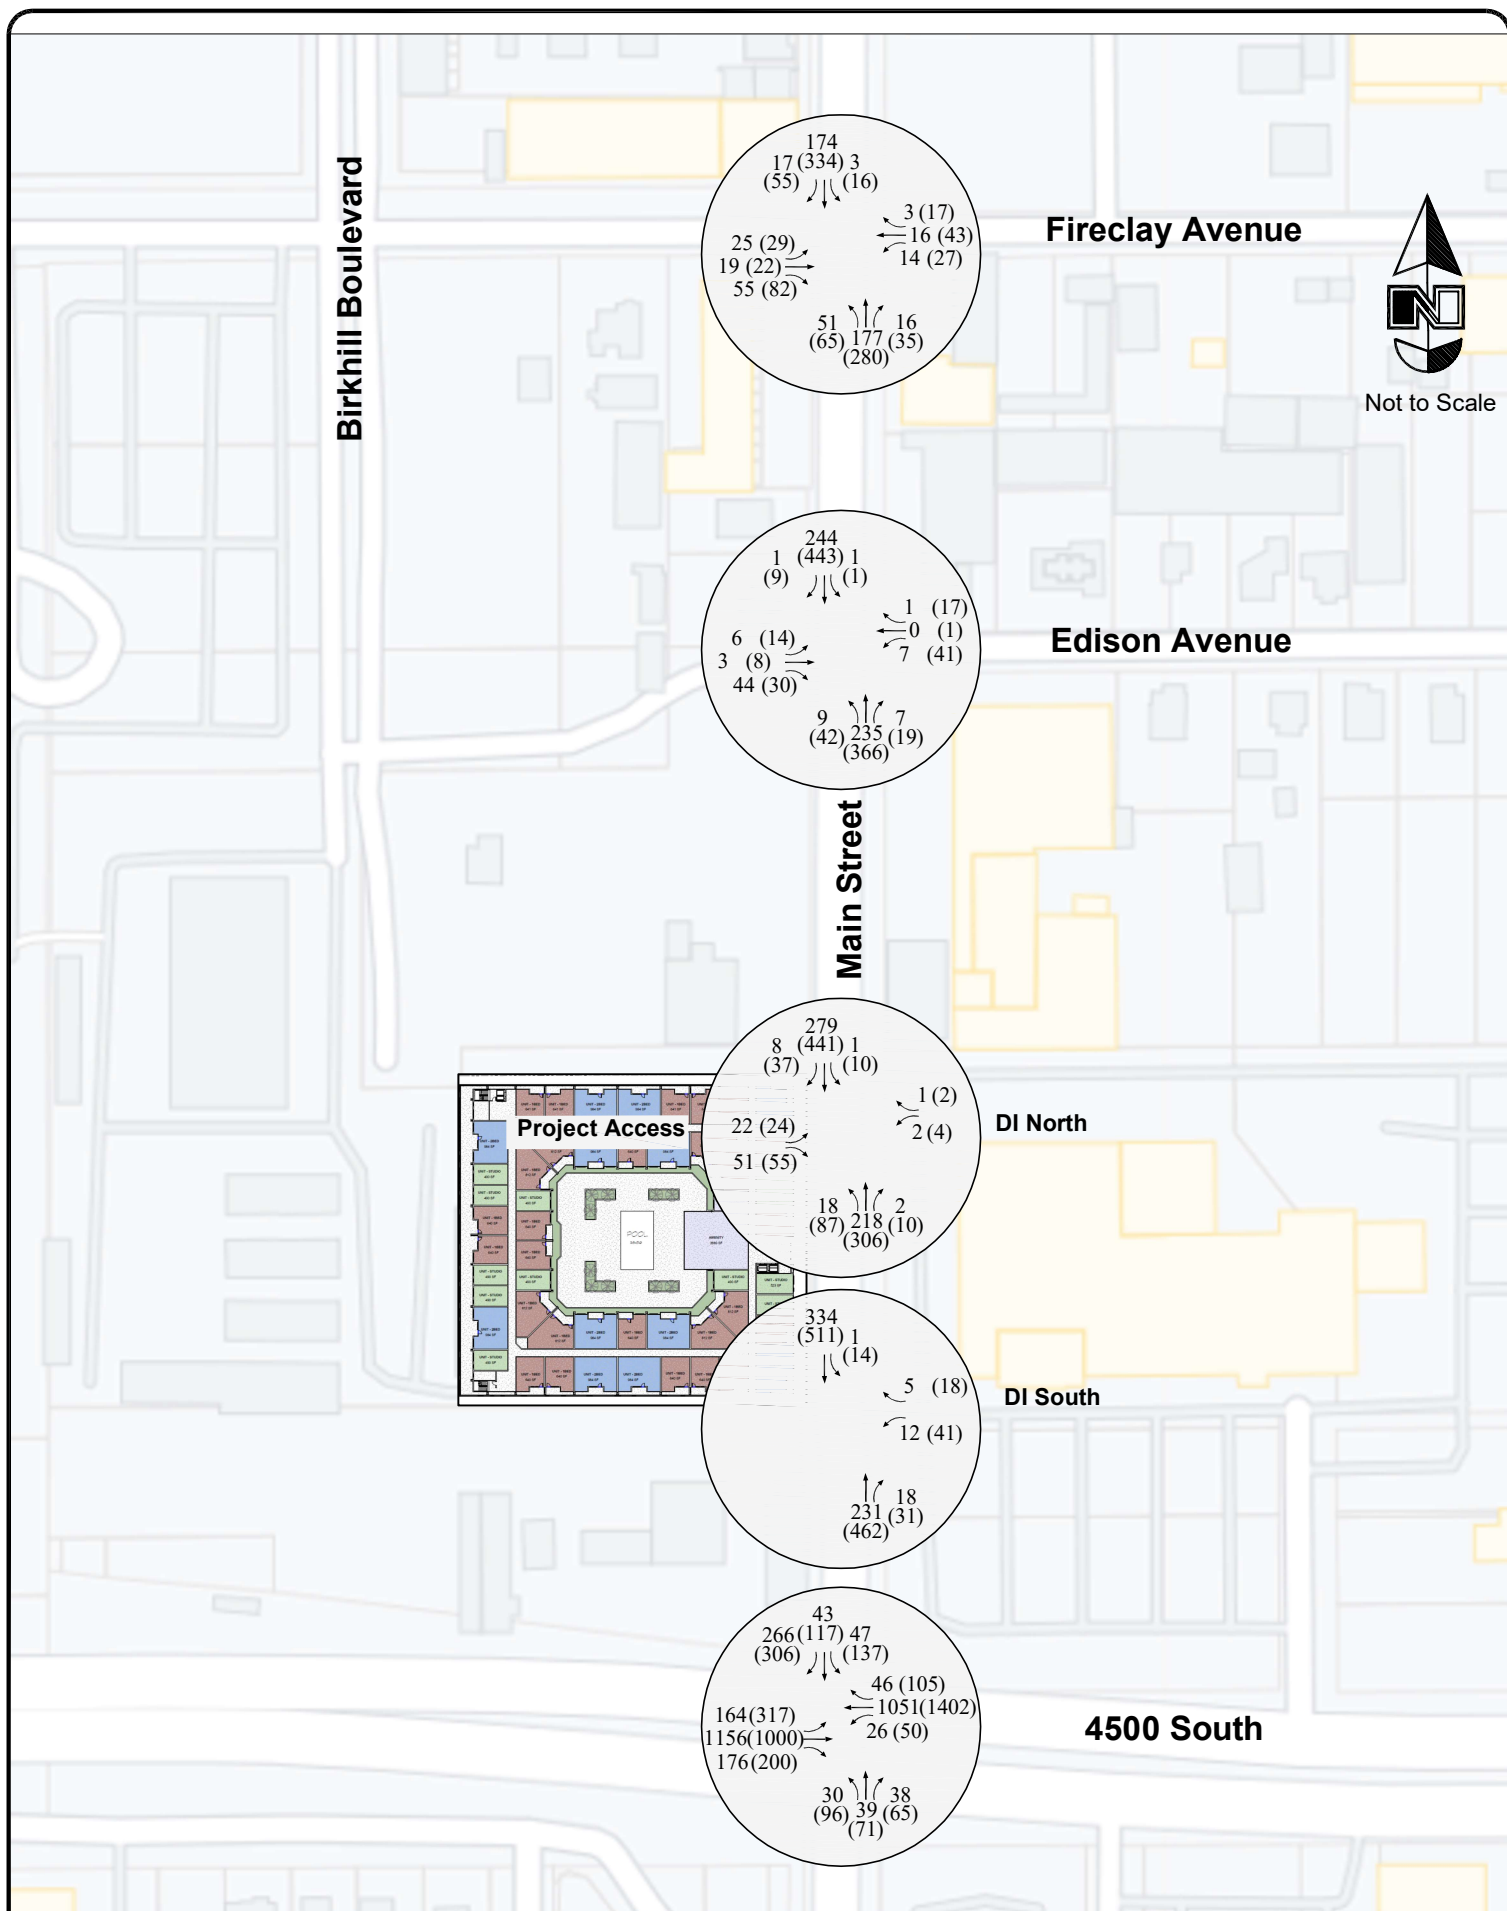 174
17 (334) 3
(55) (16)
3 (17)
16 (43)
14 (27)
25 (29)
19 (22)
55 (82)
51 16
(65) 177 (35)
(280)
Fireclay Avenue
Birkhill Boulevard
N
Not to Scale
244
1 (443) 1
(9) (1)
1 (17)
0 (1)
7 (41)
6 (14)
3 (8)
44 (30)
9 7
(42) 235 (19)
(366)
Edison Avenue
Main Street
279
8 (441) 1
(37) (10)
1 (2)
2 (4)
22 (24)
51 (55)
18 2
(87) 218 (10)
(306)
Project Access
DI North
POOL
334
(511) 1
(14)
5 (18)
12 (41)
18
231 (31)
(462)
DI South
43
266 (117) 47
(306) (137)
46 (105)
1051(1402)
26 (50)
164 (317)
1156(1000)
176 (200)
30 38
(96) 39 (65)
(71)
4500 South